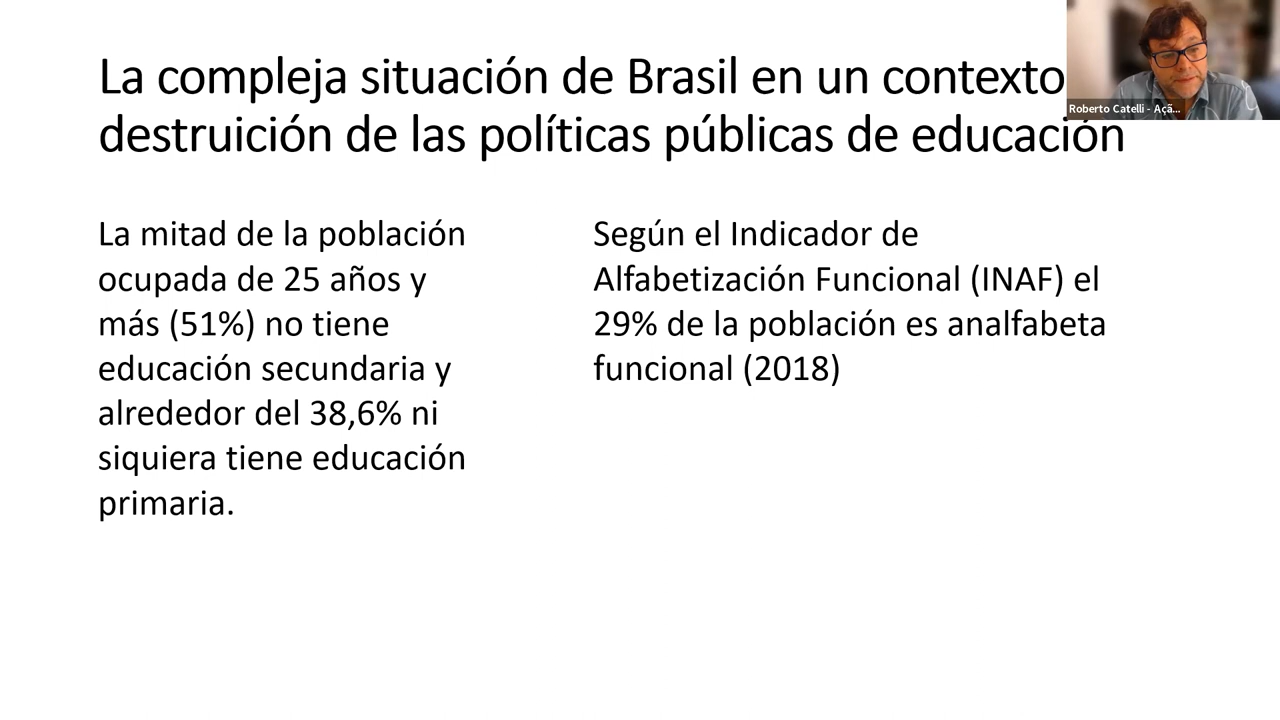 La compleja situación de Brasil en un contexto
destruición de las políticas públicas de educación
La mitad de la población
ocupada de 25 años y
más (51%) no tiene
educación secundaria y
alrededor del 38,6% ni
siquiera tiene educación
primaria.
Según el Indicador de
Alfabetización Funcional (INAF) el
29% de la población es analfabeta
funcional (2018)
Roberto Catelli - Açã...